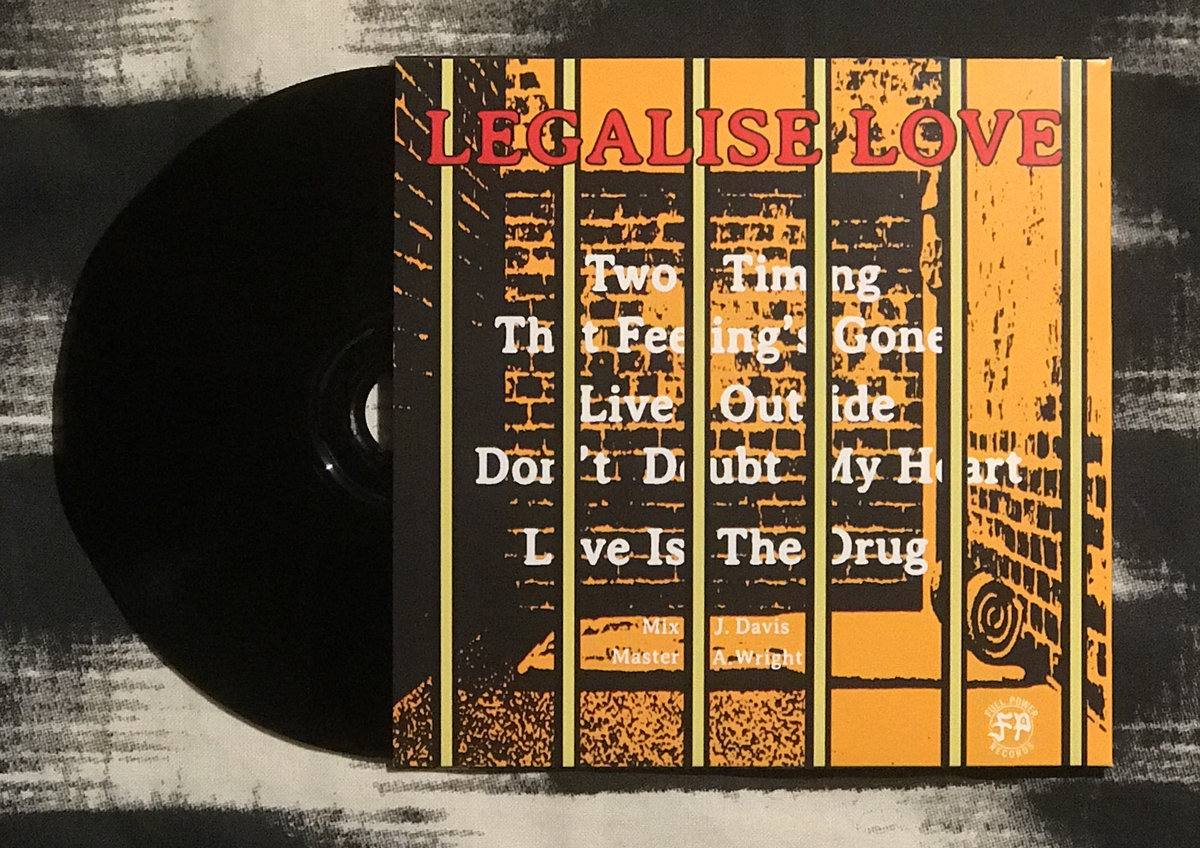 LEGALISE LOVE
Two Timing
That Feeling's Gone
Live Outside
Don't Doubt My Heart
Love Is The Drug
Mix J. Davis
Master A. Wright
FULL POWER
FP
RECORDS